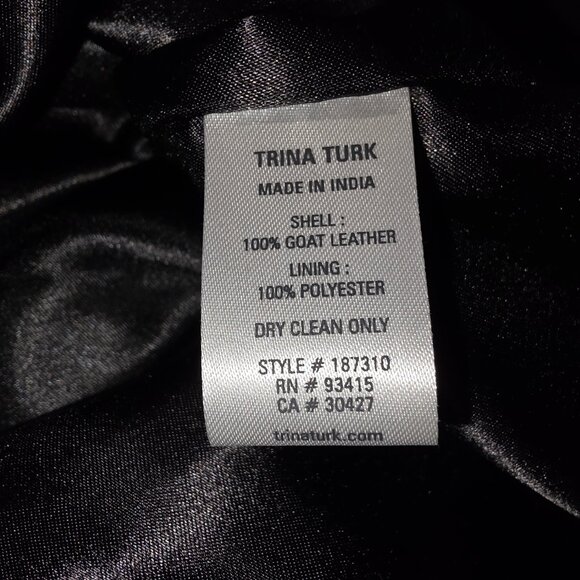 TRINA TURK
MADE IN INDIA
SHELL :
100% GOAT LEATHER
LINING :
100% POLYESTER
DRY CLEAN ONLY
STYLE # 187310
RN # 93415
CA # 30427
trinaturk.com